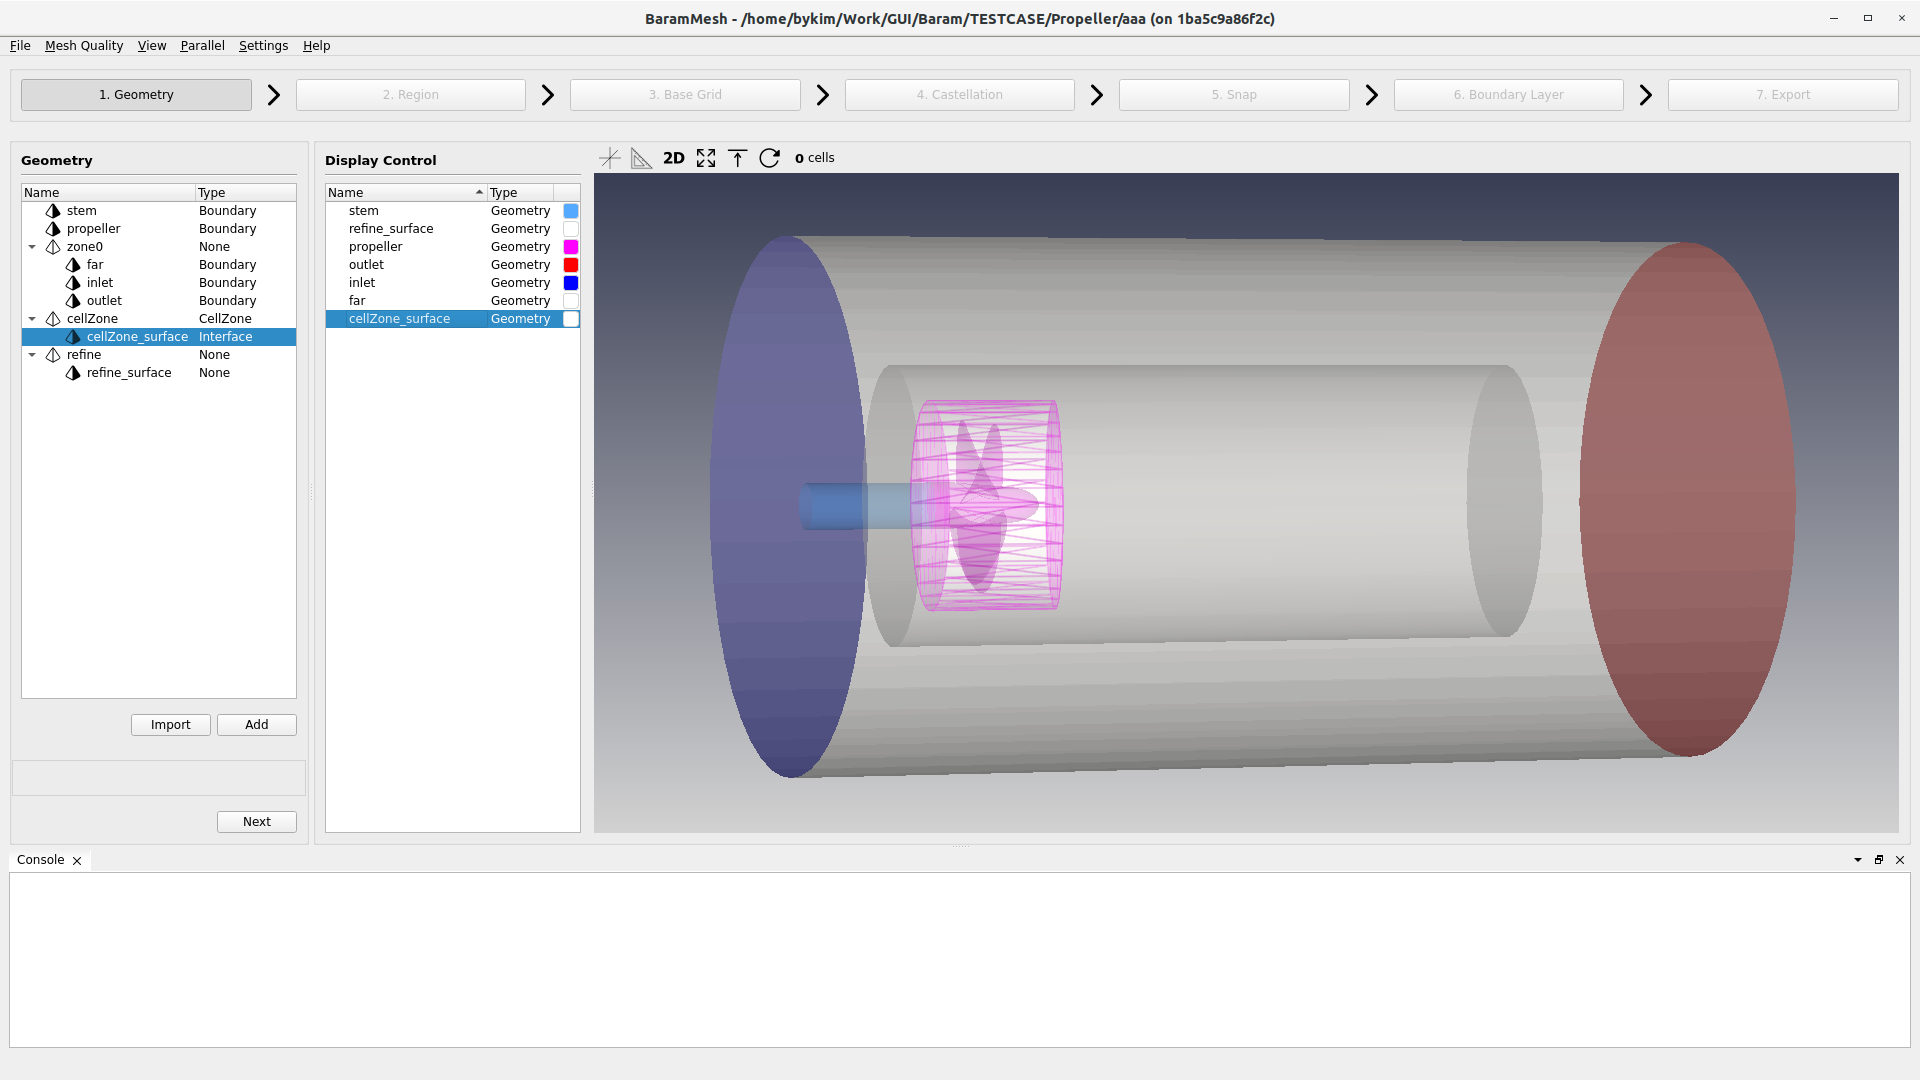 BaramMesh - /home/bykim/Work/GUI/Baram/TESTCASE/Propeller/aaa (on 1ba5c9a86f2c)
File Mesh Quality View Parallel Settings Help
1. Geometry 2. Region 3. Base Grid 4. Castellation 5. Snap 6. Boundary Layer 7. Export
Geometry
Name Type
stem Boundary
propeller Boundary
zone0 None
far Boundary
inlet Boundary
outlet Boundary
cellZone CellZone
cellZone_surface Interface
refine None
refine_surface None
Import Add
Next
Display Control
Name Type
stem Geometry
refine_surface Geometry
propeller Geometry
outlet Geometry
inlet Geometry
far Geometry
cellZone_surface Geometry
2D 0 cells
Console